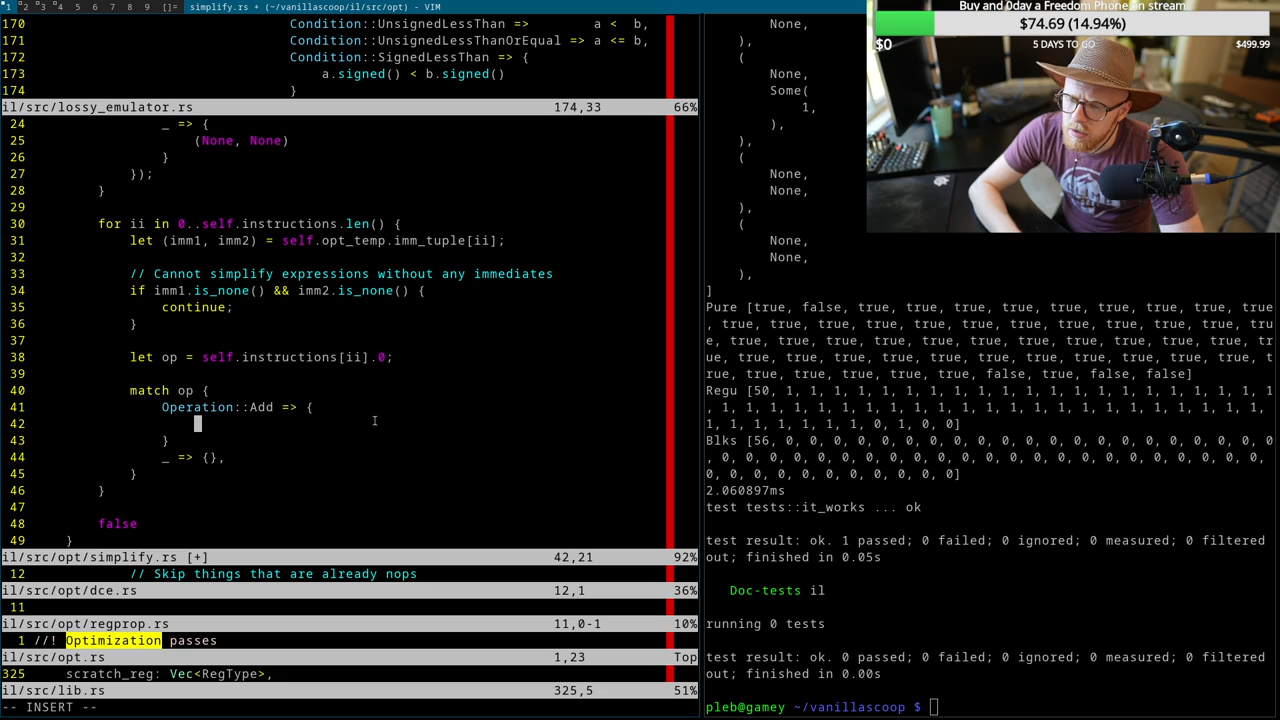 1 2 3 4 5 6 7 8 9 []= simplify.rs + (~/vanillascoop/il/src/opt) - VIM
170 Condition::UnsignedLessThan => a < b,
171 Condition::UnsignedLessThanOrEqual => a <= b,
172 Condition::SignedLessThan => {
173 a.signed() < b.signed()
174 }
il/src/lossy_emulator.rs 174,33 66%
24 _ => {
25 (None, None)
26 }
27 });
28 }
29
30 for ii in 0..self.instructions.len() {
31 let (imm1, imm2) = self.opt_temp.imm_tuple[ii];
32
33 // Cannot simplify expressions without any immediates
34 if imm1.is_none() && imm2.is_none() {
35 continue;
36 }
37
38 let op = self.instructions[ii].0;
39
40 match op {
41 Operation::Add => {
42
43 }
44 _ => {},
45 }
46 }
47
48 false
49 }
il/src/opt/simplify.rs [+] 42,21 92%
12 // Skip things that are already nops
il/src/opt/dce.rs 12,1 36%
11
il/src/opt/regprop.rs 11,0-1 10%
1 //! Optimization passes
il/src/opt.rs 1,23 Top
325 scratch_reg: Vec<RegType>,
il/src/lib.rs 325,5 51%
-- INSERT --
None,
),
(
None,
Some(
1,
),
),
(
None,
None,
),
(
None,
None,
),
]
Pure [true, false, true, true, true, true, true, true, true, true, true
, true, true, true, true, true, true, true, true, true, true, true, tru
e, true, true, true, true, true, true, true, true, true, true, true, tr
ue, true, true, true, true, true, true, true, true, true, true, true, t
rue, true, true, true, true, true, false, true, false, false]
Regu [50, 1, 1, 1, 1, 1, 1, 1, 1, 1, 1, 1, 1, 1, 1, 1, 1, 1, 1, 1, 1, 1
, 1, 1, 1, 1, 1, 1, 1, 1, 1, 1, 1, 1, 1, 1, 1, 1, 1, 1, 1, 1, 1, 1, 1,
1, 1, 1, 1, 1, 1, 1, 0, 1, 0, 0]
Blks [56, 0, 0, 0, 0, 0, 0, 0, 0, 0, 0, 0, 0, 0, 0, 0, 0, 0, 0, 0, 0, 0
, 0, 0, 0, 0, 0, 0, 0, 0, 0, 0, 0, 0, 0, 0, 0, 0, 0, 0, 0, 0, 0, 0, 0,
0, 0, 0, 0, 0, 0, 0, 0, 0, 0, 0]
2.060897ms
test tests::it_works ... ok
test result: ok. 1 passed; 0 failed; 0 ignored; 0 measured; 0 filtered
out; finished in 0.05s
Doc-tests il
running 0 tests
test result: ok. 0 passed; 0 failed; 0 ignored; 0 measured; 0 filtered
out; finished in 0.00s
pleb@gamey ~/vanillascoop $
Buy and 0day a Freedom Phone on stream
$74.69 (14.94%)
$0 5 DAYS TO GO $499.99